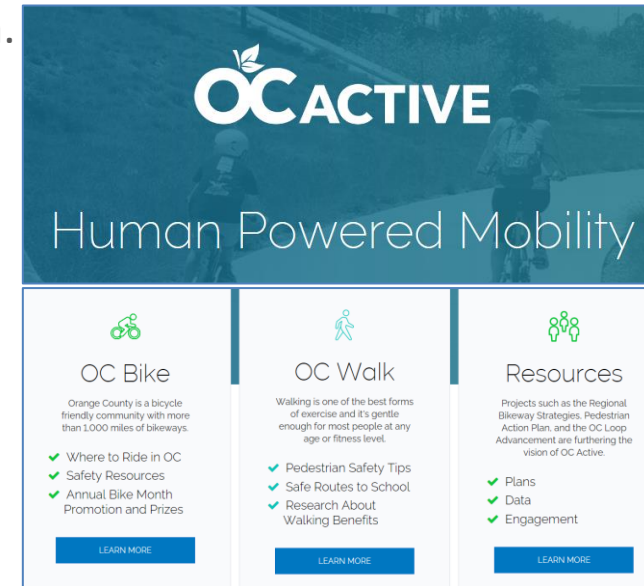 OC ACTIVE
Human Powered Mobility
OC Bike
Orange County is a bicycle
friendly community with more
than 1,000 miles of bikeways.
Where to Ride in OC
Safety Resources
Annual Bike Month
Promotion and Prizes
LEARN MORE
OC Walk
Walking is one of the best forms
of exercise and it's gentle
enough for most people at any
age or fitness level.
Pedestrian Safety Tips
Safe Routes to School
Research About
Walking Benefits
LEARN MORE
Resources
Projects such as the Regional
Bikeway Strategies, Pedestrian
Action Plan, and the OC Loop
Advancement are furthering the
vision of OC Active.
Plans
Data
Engagement
LEARN MORE